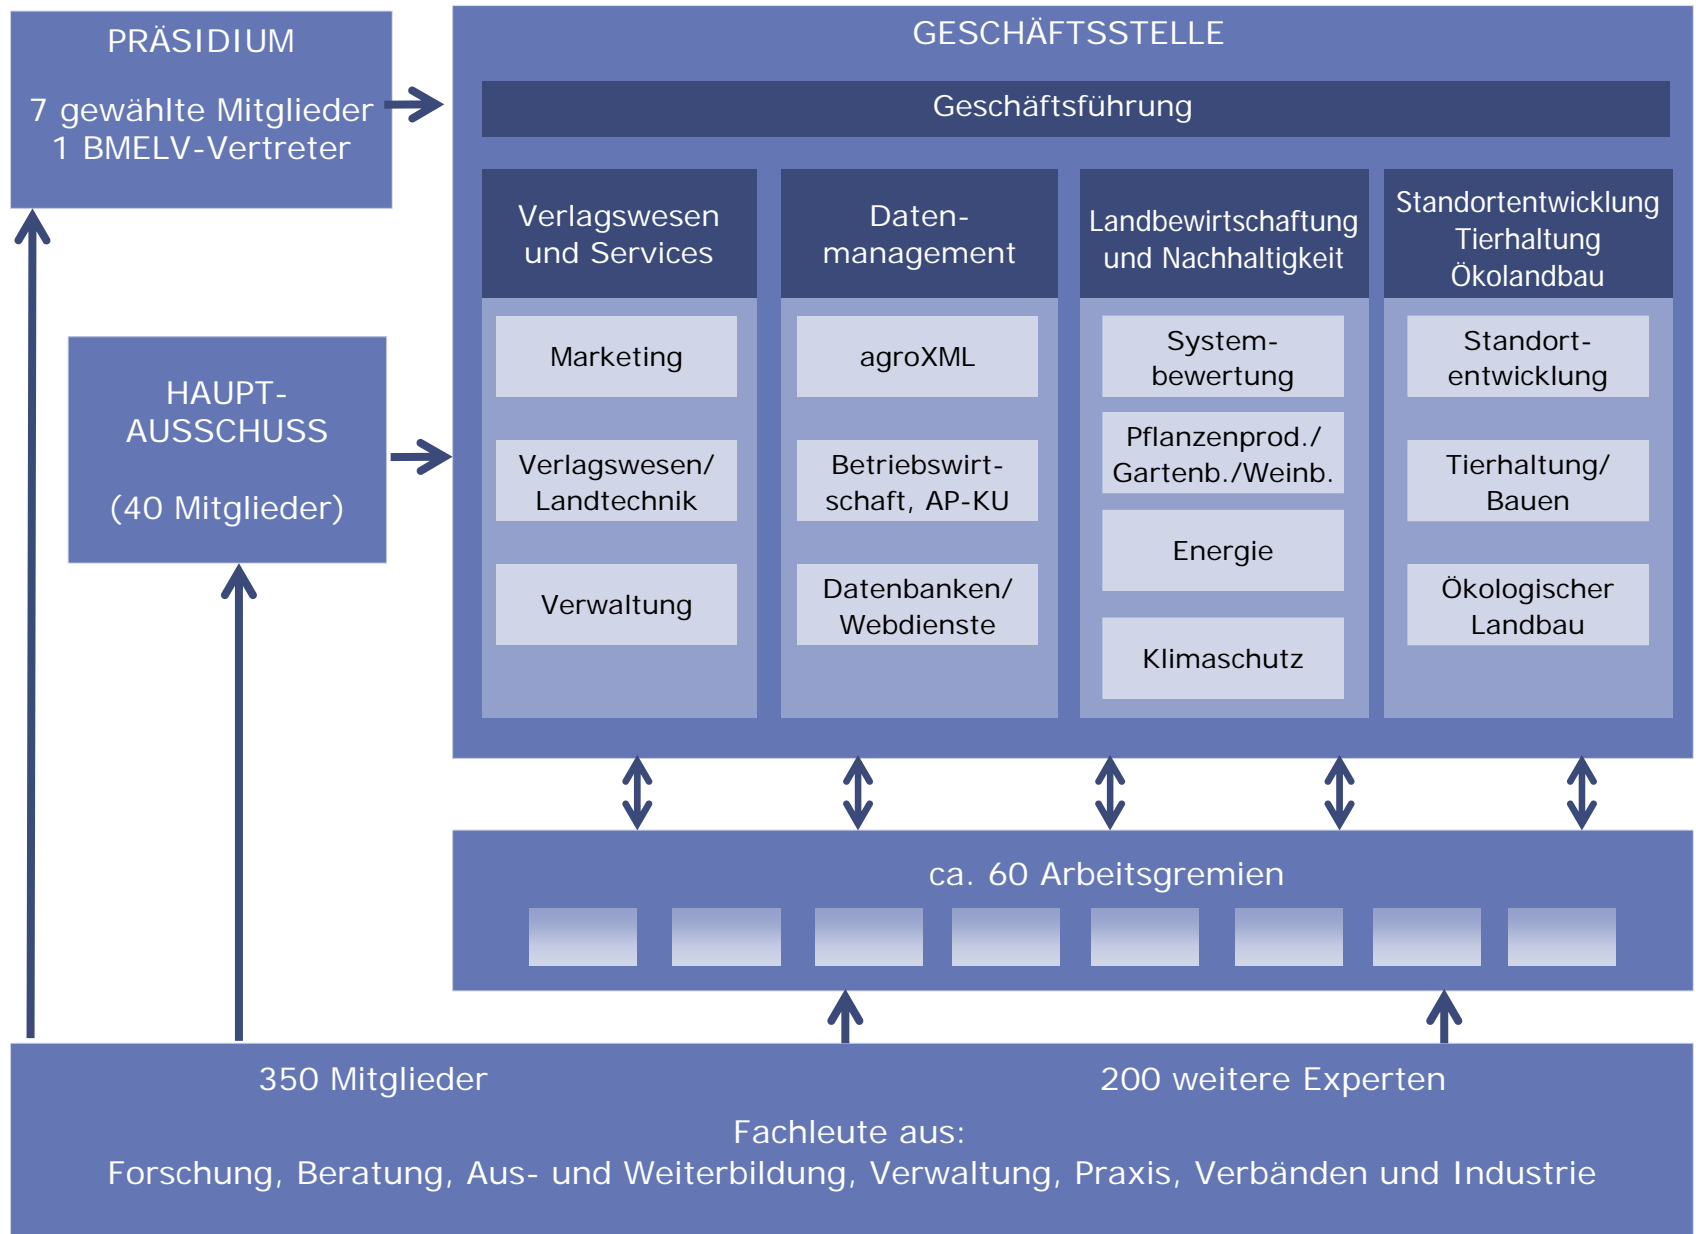 PRÄSIDIUM
7 gewählte Mitglieder
1 BMELV-Vertreter
HAUPT-
AUSSCHUSS
(40 Mitglieder)
GESCHÄFTSSTELLE
Geschäftsführung
Verlagswesen
und Services
Marketing
Verlagswesen/
Landtechnik
Verwaltung
Daten-
management
agroXML
Betriebswirt-
schaft, AP-KU
Datenbanken/
Webdienste
Landbewirtschaftung
und Nachhaltigkeit
System-
bewertung
Pflanzenprod./
Gartenb./Weinb.
Energie
Klimaschutz
Standortentwicklung
Tierhaltung
Ökolandbau
Standort-
entwicklung
Tierhaltung/
Bauen
Ökologischer
Landbau
ca. 60 Arbeitsgremien
350 Mitglieder
200 weitere Experten
Fachleute aus:
Forschung, Beratung, Aus- und Weiterbildung, Verwaltung, Praxis, Verbänden und Industrie